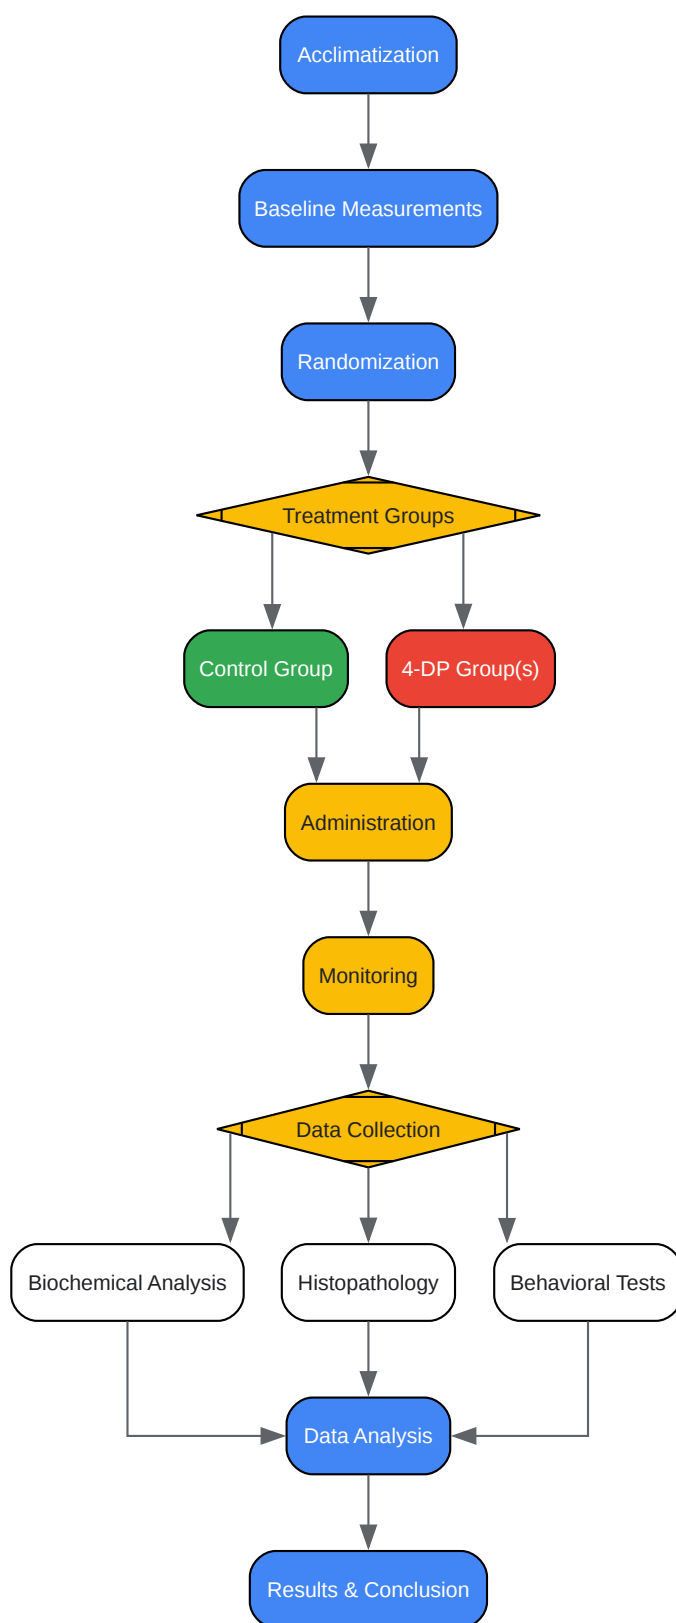 Acclimatization
Baseline Measurements
Randomization
Treatment Groups
Control Group
4-DP Group(s)
Administration
Monitoring
Data Collection
Biochemical Analysis
Histopathology
Behavioral Tests
Data Analysis
Results & Conclusion